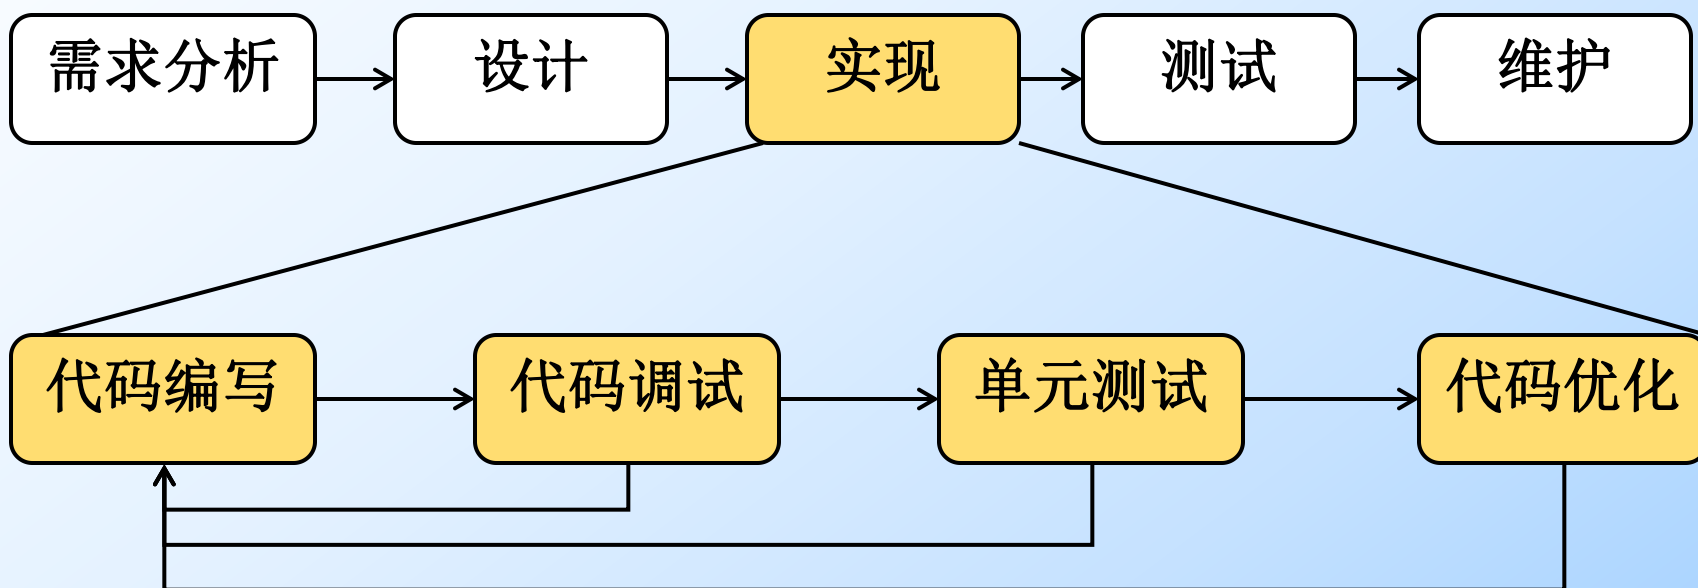 需求分析
设计
实现
测试
维护
代码编写
代码调试
单元测试
代码优化